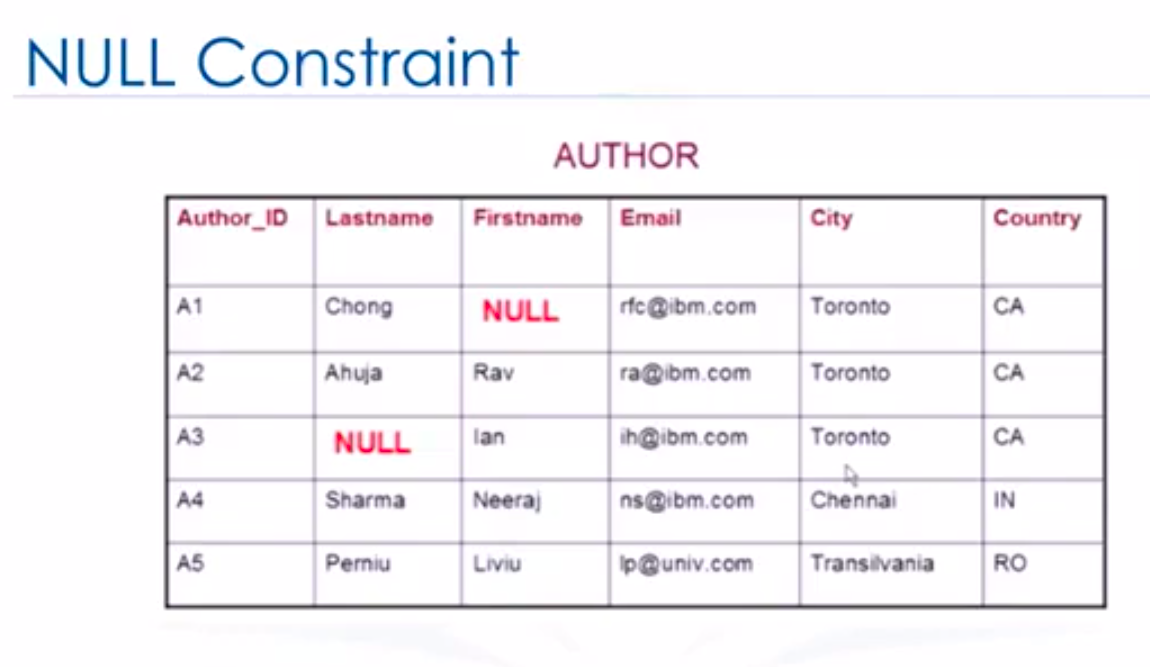 NULL Constraint
AUTHOR
Author_ID Lastname Firstname Email City Country
A1 Chong NULL rfc@ibm.com Toronto CA
A2 Ahuja Rav ra@ibm.com Toronto CA
A3 NULL Ian ih@ibm.com Toronto CA
A4 Sharma Neeraj ns@ibm.com Chennai IN
A5 Perniu Liviu lp@univ.com Transilvania RO